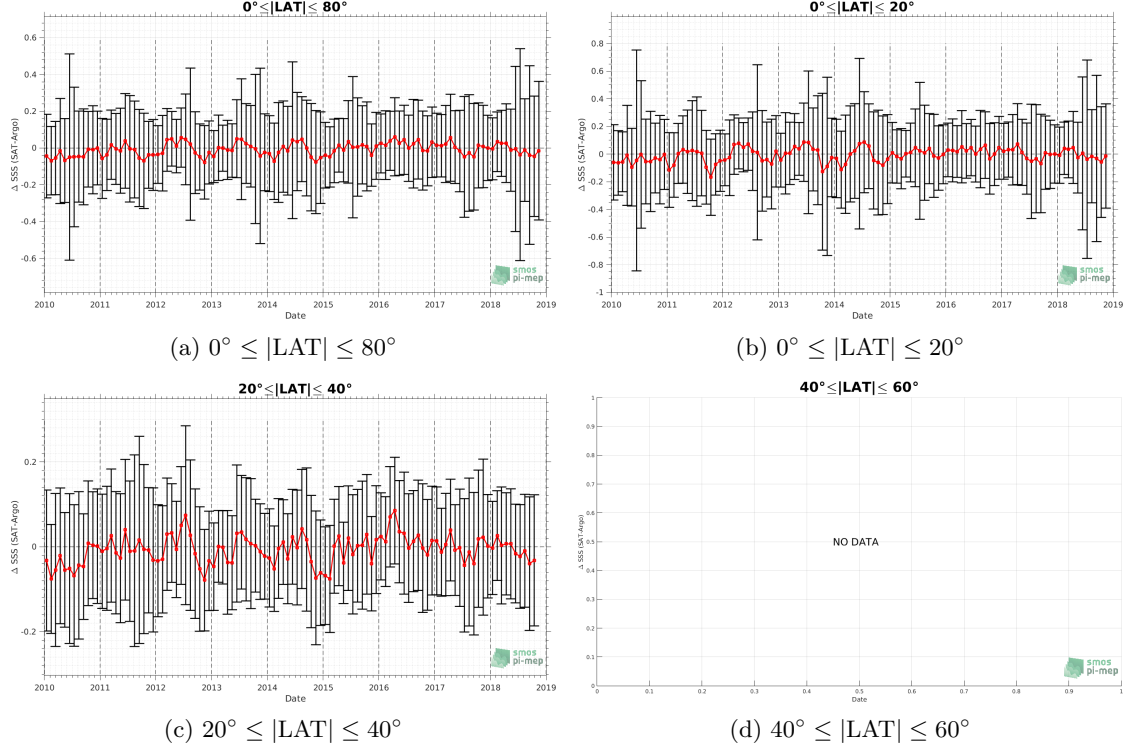 0°≤|LAT|≤ 80°
0.6
0.4
0.2
0
-0.2
-0.4
-0.6
Δ SSS (SAT-Argo)
2010 2011 2012 2013 2014 2015 2016 2017 2018 2019
Date
smos
pi-mep
(a) 0° ≤ |LAT| ≤ 80°
0°≤|LAT|≤ 20°
0.8
0.6
0.4
0.2
0
-0.2
-0.4
-0.6
-0.8
-1
Δ SSS (SAT-Argo)
2010 2011 2012 2013 2014 2015 2016 2017 2018 2019
Date
smos
pi-mep
(b) 0° ≤ |LAT| ≤ 20°
20°≤|LAT|≤ 40°
0.2
0
-0.2
Δ SSS (SAT-Argo)
2010 2011 2012 2013 2014 2015 2016 2017 2018 2019
Date
smos
pi-mep
(c) 20° ≤ |LAT| ≤ 40°
40°≤|LAT|≤ 60°
1
0.9
0.8
0.7
0.6
0.5
0.4
0.3
0.2
0.1
0
Δ SSS (SAT-Argo)
NO DATA
0 0.1 0.2 0.3 0.4 0.5 0.6 0.7 0.8 0.9 1
Date
smos
pi-mep
(d) 40° ≤ |LAT| ≤ 60°